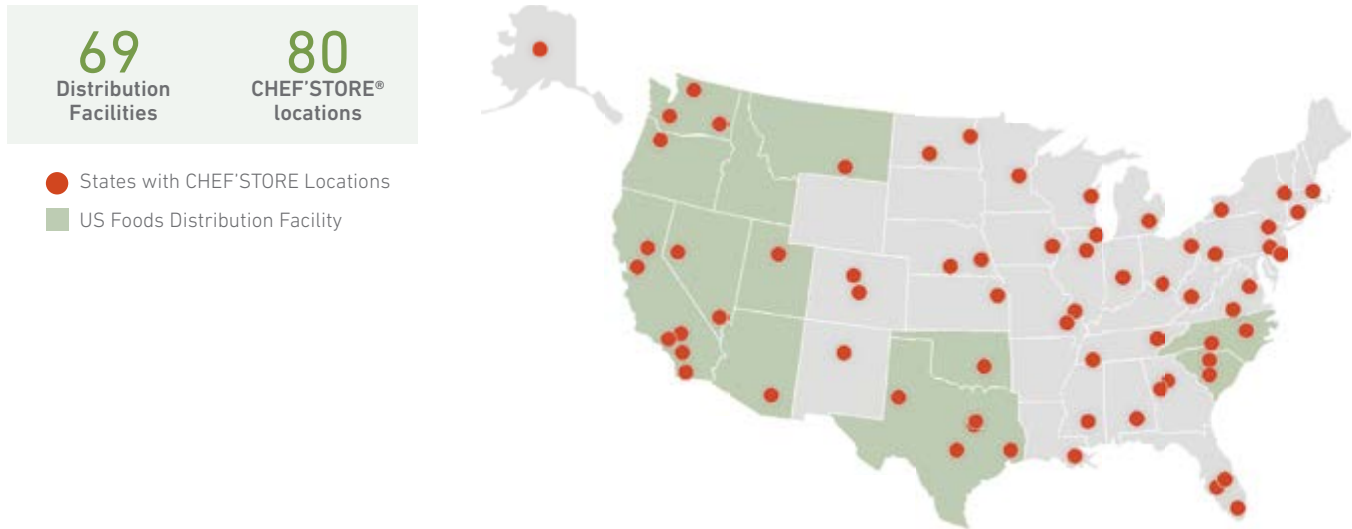 69
Distribution
Facilities
80
CHEF'STORE®
locations
States with CHEF'STORE Locations
US Foods Distribution Facility